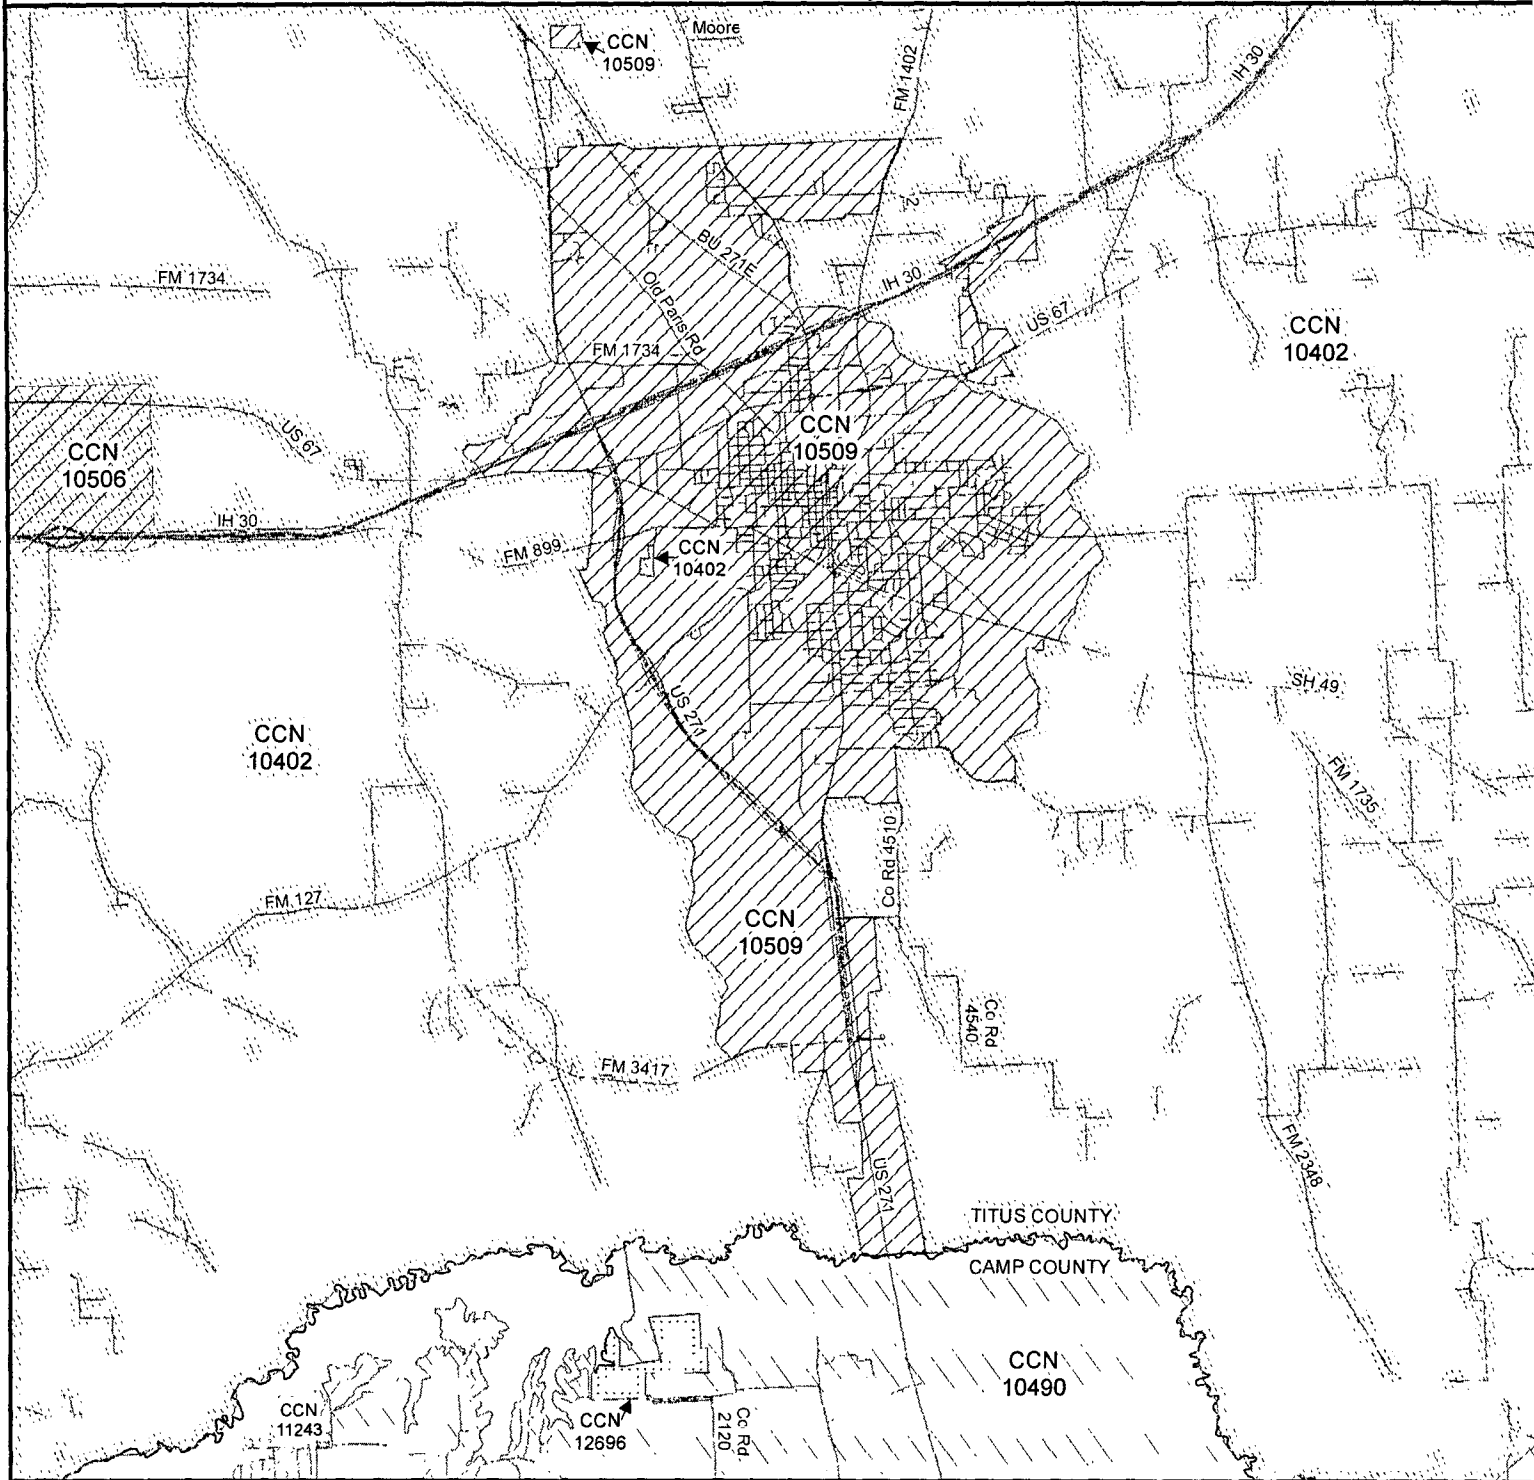 Moore
CCN
10509
FM 1402
IH 30
BU 271E
Old Paris Rd
FM 1734
IH 30
US 67
CCN
10402
FM 1734
US 67
CCN
10506
CCN
10509
IH 30
FM 899
CCN
10402
SH 49
US 271
CCN
10402
FM 1735
Co Rd 4510
FM 127
CCN
10509
Co Rd
4540
FM 3417
FM 2348
US 271
TITUS COUNTY
CAMP COUNTY
CCN
10490
CCN
11243
CCN
12696
Co Rd
2120